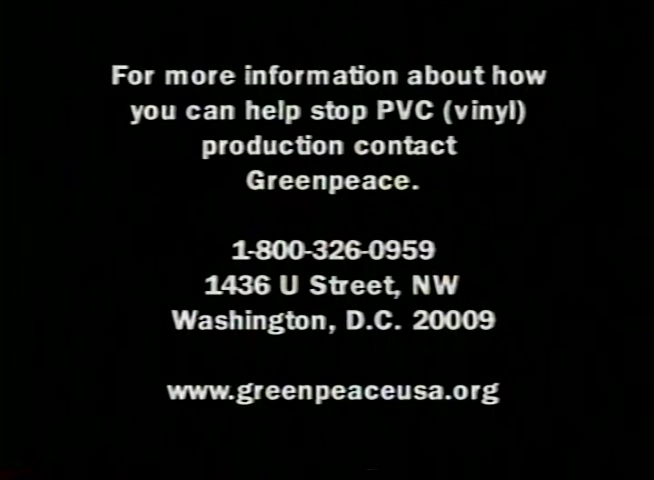 For more information about how
you can help stop PVC (vinyl)
production contact
Greenpeace.
1-800-326-0959
1436 U Street, NW
Washington, D.C. 20009
www.greenpeaceusa.org